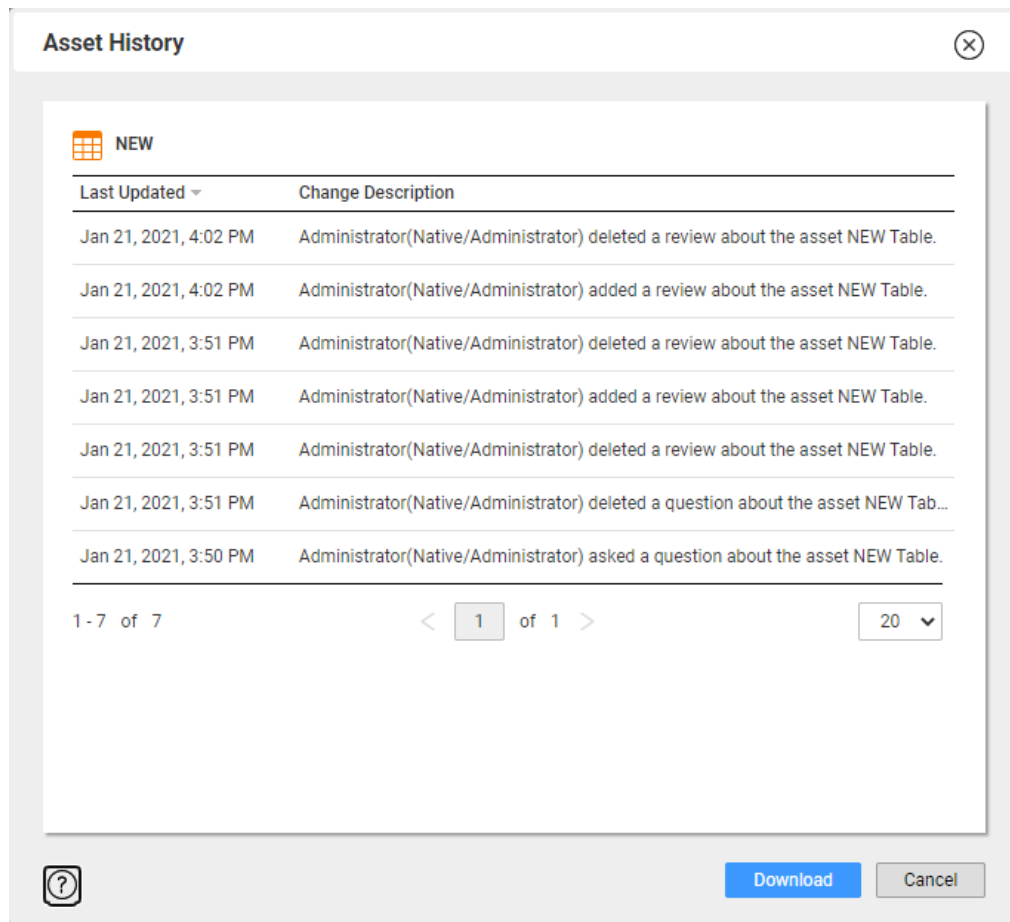 Asset History
NEW
Last Updated Change Description
Jan 21, 2021, 4:02 PM Administrator(Native/Administrator) deleted a review about the asset NEW Table.
Jan 21, 2021, 4:02 PM Administrator(Native/Administrator) added a review about the asset NEW Table.
Jan 21, 2021, 3:51 PM Administrator(Native/Administrator) deleted a review about the asset NEW Table.
Jan 21, 2021, 3:51 PM Administrator(Native/Administrator) added a review about the asset NEW Table.
Jan 21, 2021, 3:51 PM Administrator(Native/Administrator) deleted a review about the asset NEW Table.
Jan 21, 2021, 3:51 PM Administrator(Native/Administrator) deleted a question about the asset NEW Tab...
Jan 21, 2021, 3:50 PM Administrator(Native/Administrator) asked a question about the asset NEW Table.
1 - 7 of 7 < 1 of 1 > 20
? Download Cancel